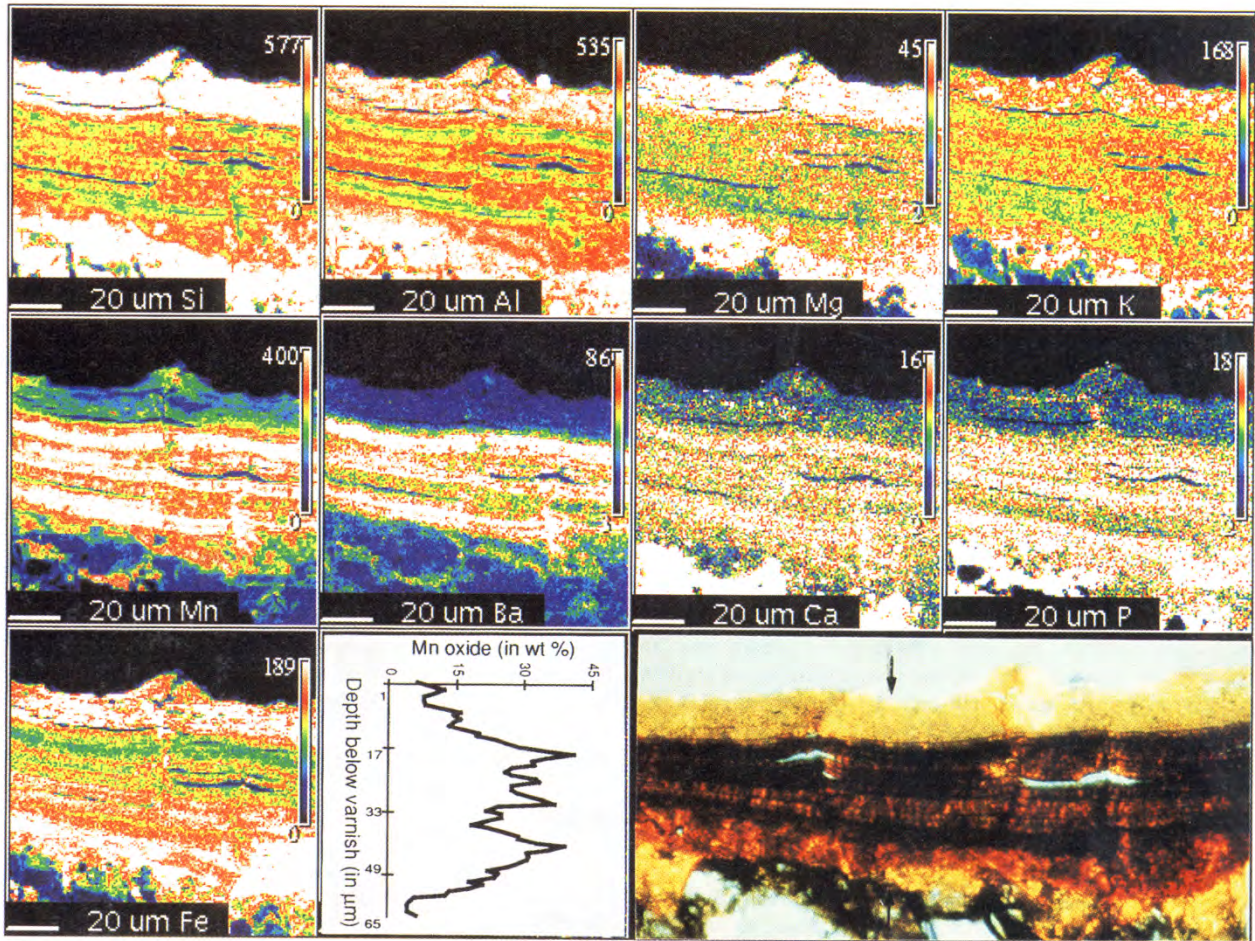 577
0
20 um Si
535
0
20 um Al
45
2
20 um Mg
168
0
20 um K
400
0
20 um Mn
86
20 um Ba
16
2
20 um Ca
18
2
20 um P
189
0
20 um Fe
Mn oxide (in wt %)
0
15
30
45
Depth below varnish (in μm)
1
17
33
49
65